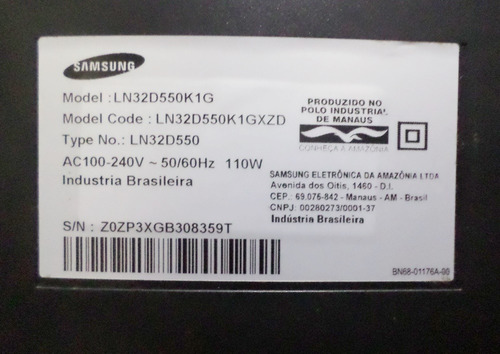 SAMSUNG
Model :LN32D550K1G
Model Code : LN32D550K1GXZD
Type No.: LN32D550
AC100-240V ~ 50/60Hz 110W
Industria Brasileira
S/N : Z0ZP3XGB308359T
PRODUZIDO NO
POLO INDUSTRIAL
DE MANAUS
CONHEÇA A AMAZÔNIA
SAMSUNG ELETRÔNICA DA AMAZÔNIA LTDA
Avenida dos Oitis, 1460 - D.I.
CEP.: 69.076-842 - Manaus - AM - Brasil
CNPJ: 00280273/0001-37
Indústria Brasileira
BN68-01176A-00